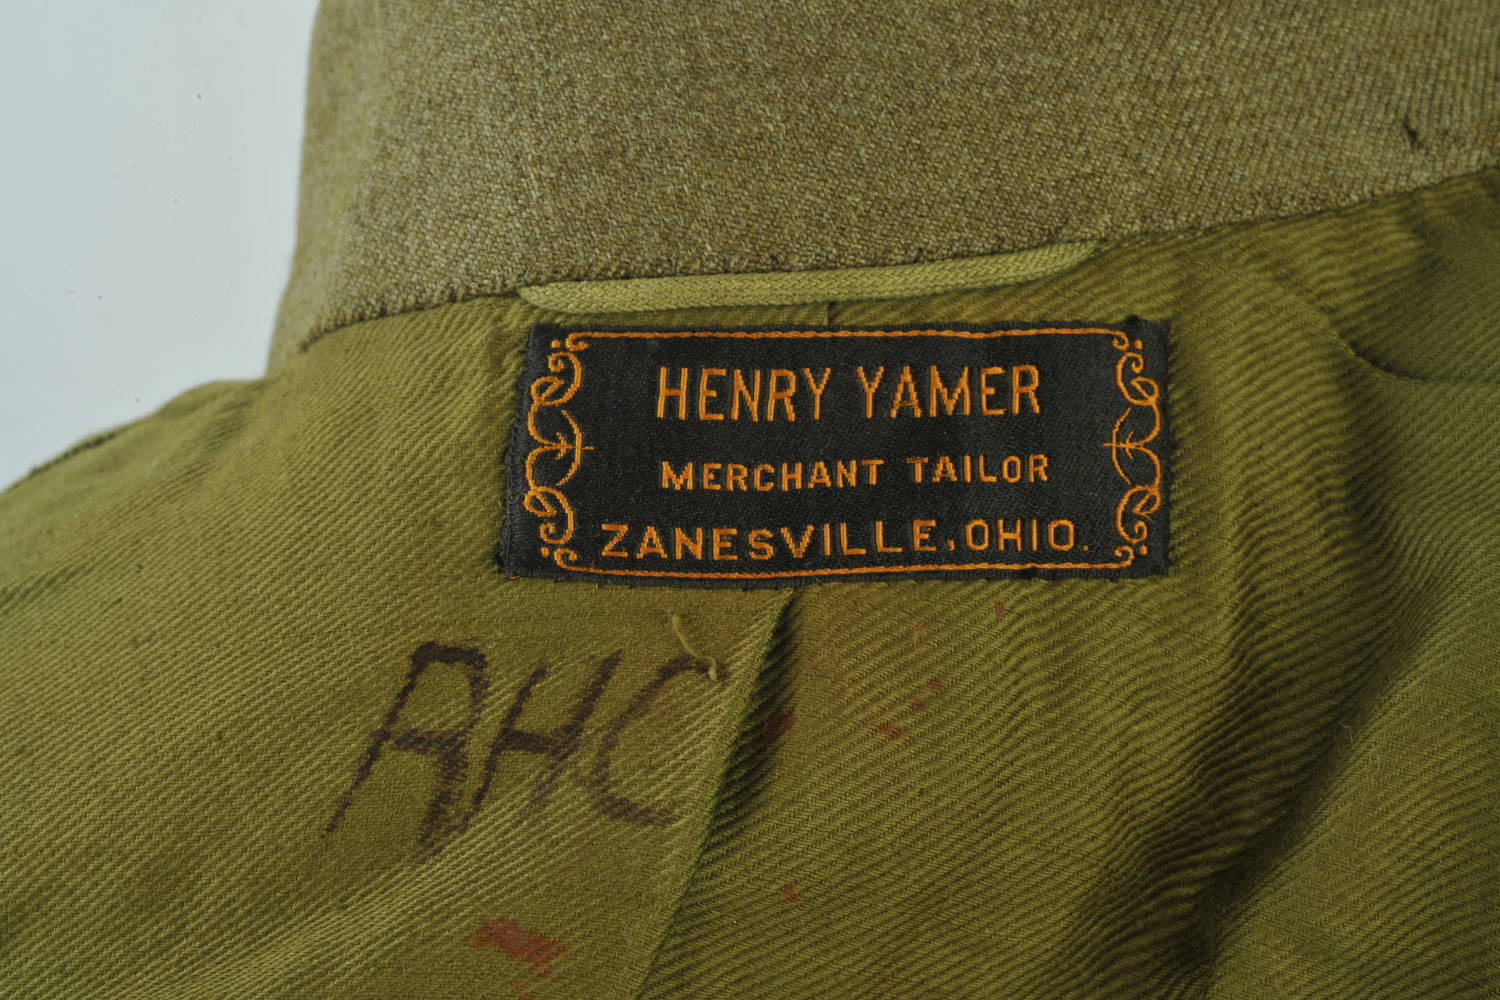 HENRY YAMER
MERCHANT TAILOR
ZANESVILLE, OHIO.
AHC